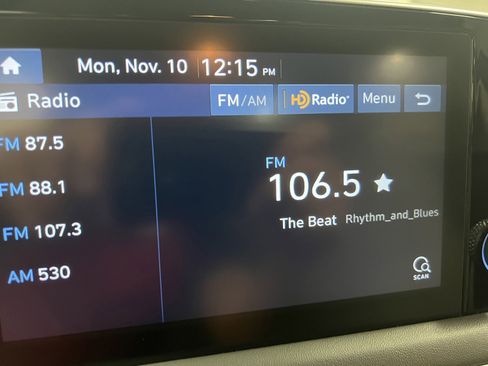 Mon, Nov. 10 12:15 PM
Radio FM/AM HD Radio Menu
FM 87.5
FM 88.1
FM 107.3
AM 530
FM
106.5
The Beat Rhythm_and_Blues
SCAN